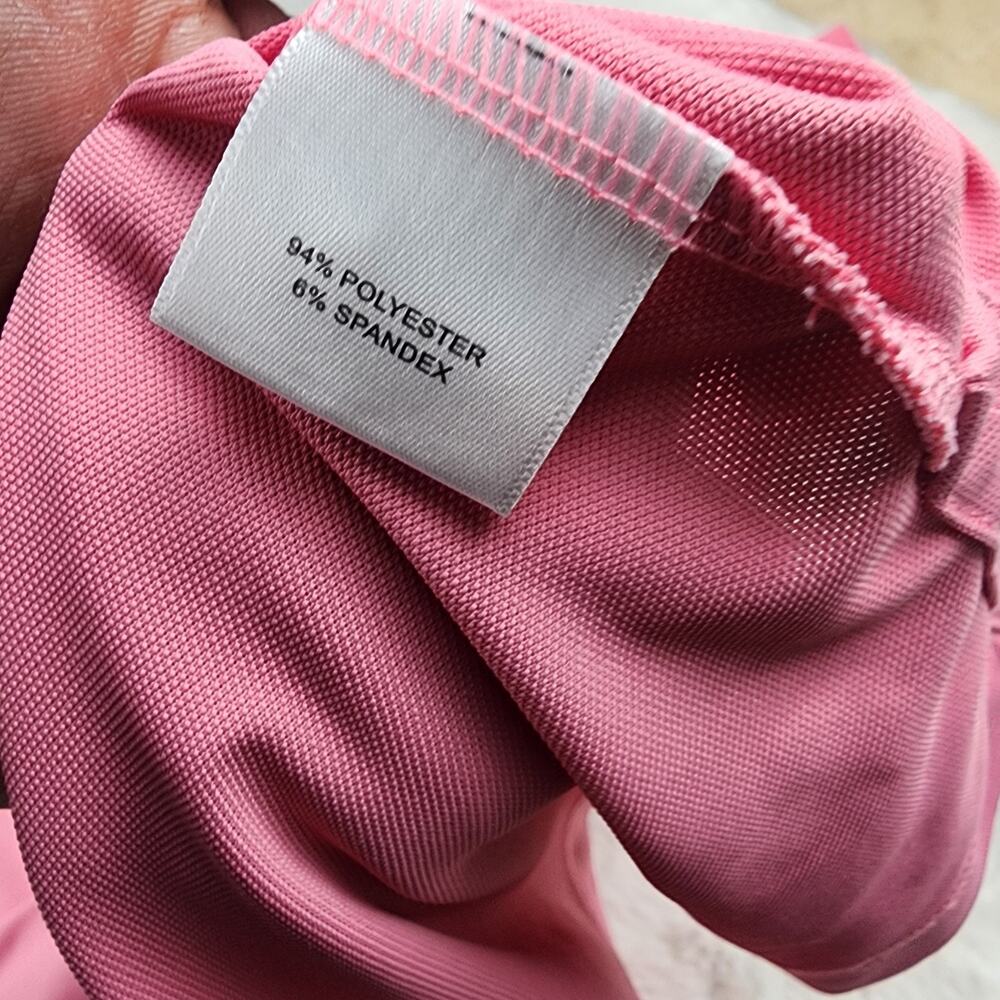 94% POLYESTER
6% SPANDEX